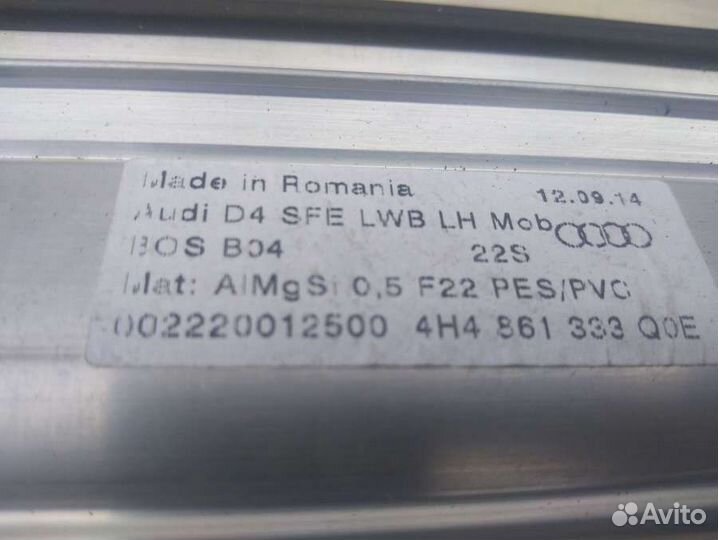 Made in Romania 12.09.14
Audi D4 SFE LWB LH Mob
BOS B04 22S
Mat: AlMgSi 0,5 F22 PES/PVC
002220012500 4H4 861 333 Q0E
Avito